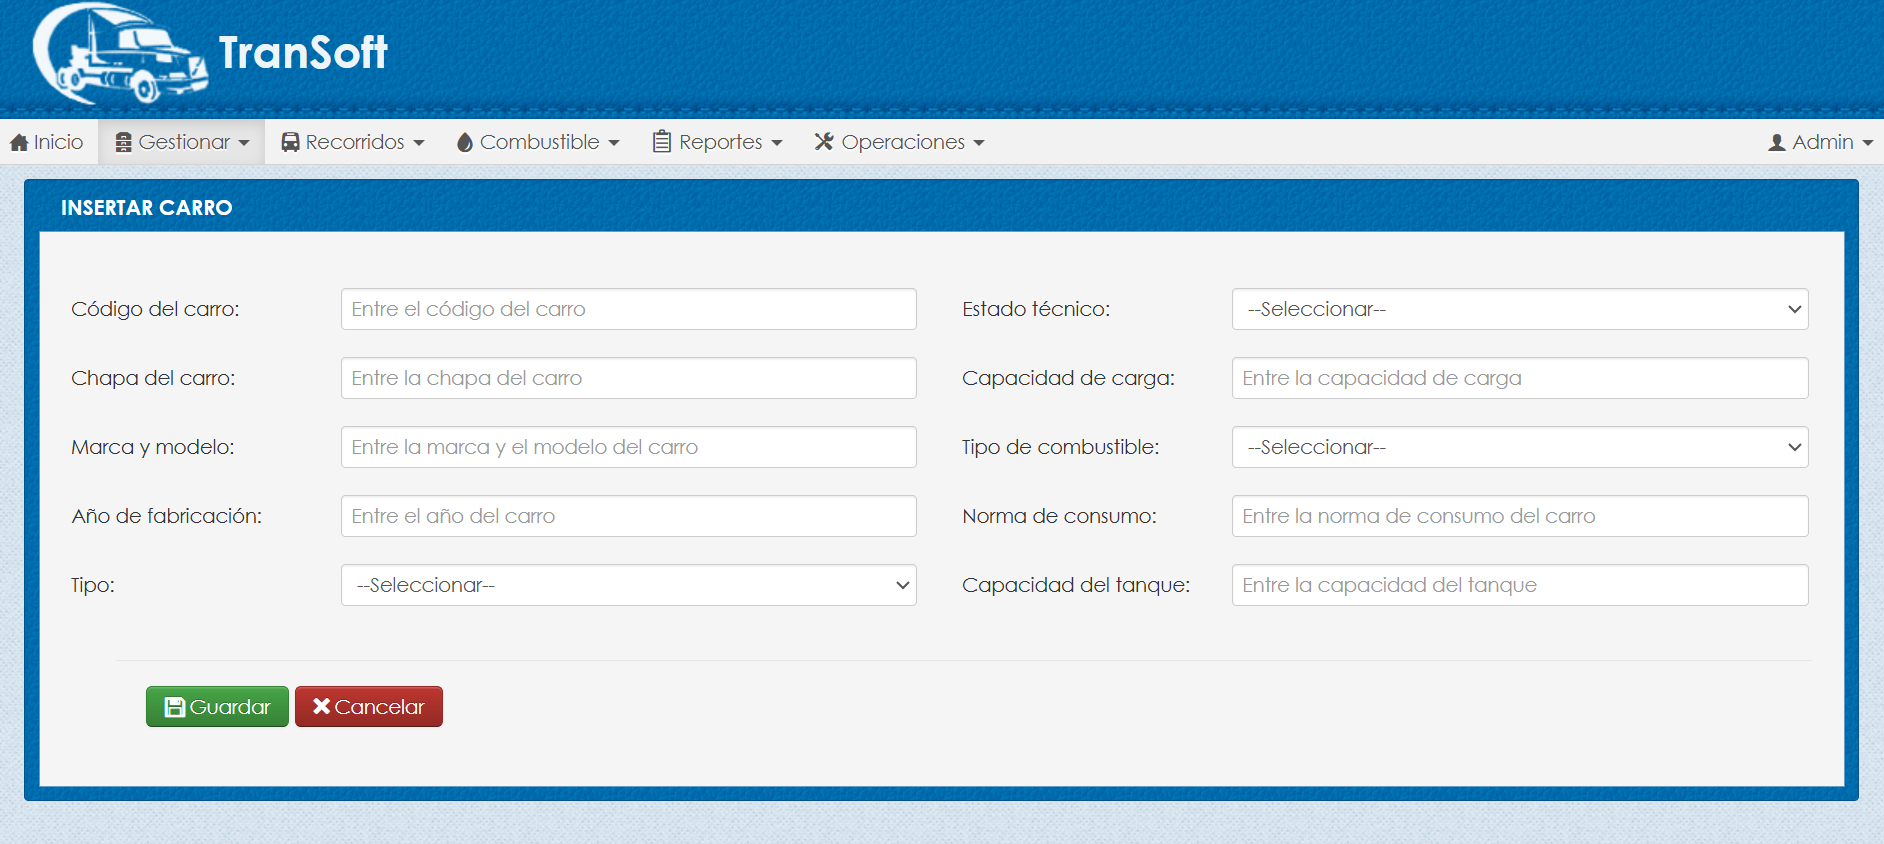 TranSoft
Inicio Gestionar Recorridos Combustible Reportes Operaciones Admin
INSERTAR CARRO
Código del carro: Entre el código del carro Estado técnico: --Seleccionar--
Chapa del carro: Entre la chapa del carro Capacidad de carga: Entre la capacidad de carga
Marca y modelo: Entre la marca y el modelo del carro Tipo de combustible: --Seleccionar--
Año de fabricación: Entre el año del carro Norma de consumo: Entre la norma de consumo del carro
Tipo: --Seleccionar-- Capacidad del tanque: Entre la capacidad del tanque
Guardar Cancelar